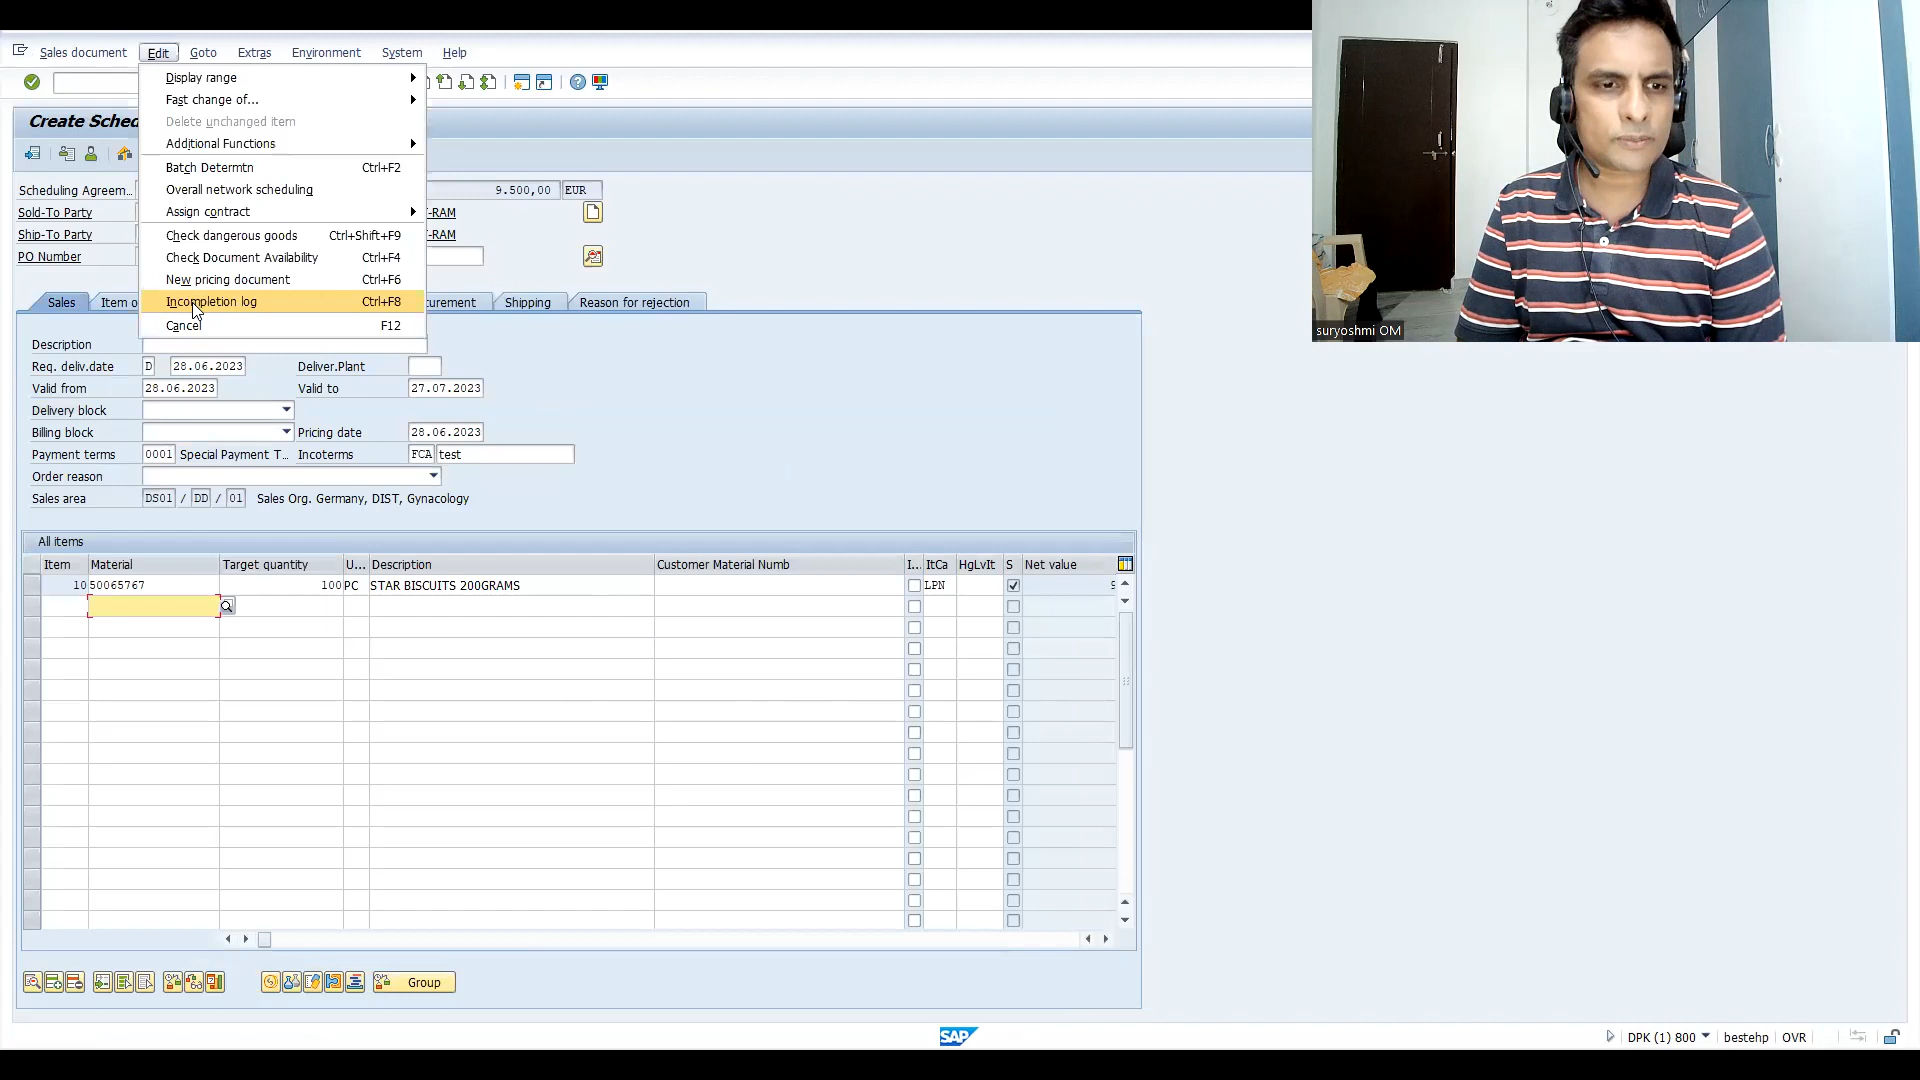 Sales document Edit Goto Extras Environment System Help
Display range
Fast change of...
Delete unchanged item
Additional Functions
Batch Determtn Ctrl+F2
Overall network scheduling
Assign contract
Check dangerous goods Ctrl+Shift+F9
Check Document Availability Ctrl+F4
New pricing document Ctrl+F6
Incompletion log Ctrl+F8
Cancel F12
Create Sched
Scheduling Agreem... 9.500,00 EUR
Sold-To Party T-RAM
Ship-To Party T-RAM
PO Number
Sales Item o urement Shipping Reason for rejection
Description
Req. deliv.date D 28.06.2023 Deliver.Plant
Valid from 28.06.2023 Valid to 27.07.2023
Delivery block
Billing block Pricing date 28.06.2023
Payment terms 0001 Special Payment T... Incoterms FCA test
Order reason
Sales area DS01 / DD / 01 Sales Org. Germany, DIST, Gynacology
All items
Item Material Target quantity U... Description Customer Material Numb I... ItCa HgLvIt S Net value
10 50065767 100 PC STAR BISCUITS 200GRAMS LPN 9
Group
SAP
DPK (1) 800 bestehp OVR
suryoshmi OM